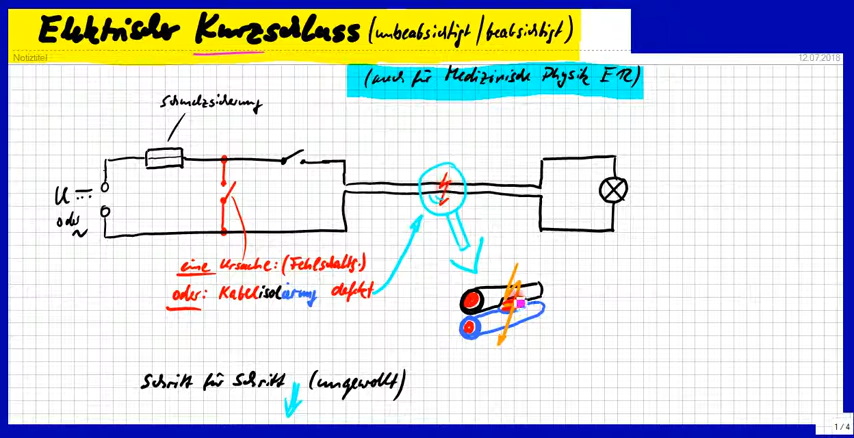 Elektrischer Kurzschluss (unbeabsichtigt/beabsichtigt)
Notiztitel
12.07.2018
(auch für Medizinische Physik E12)
Schmelzsicherung
U
oder
~
eine Ursache: (Fehlschaltg.)
oder: Kabelisolierung defekt
Schritt für Schritt (ungewollt)
1 / 4